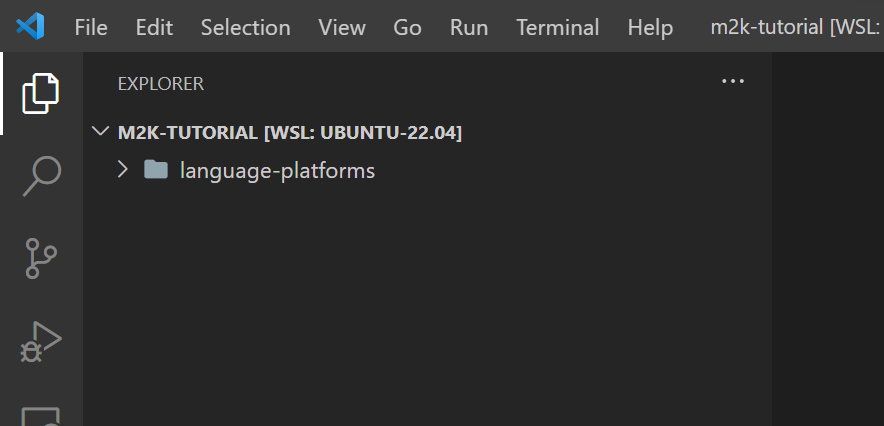 File Edit Selection View Go Run Terminal Help m2k-tutorial [WSL:
EXPLORER
M2K-TUTORIAL [WSL: UBUNTU-22.04]
language-platforms